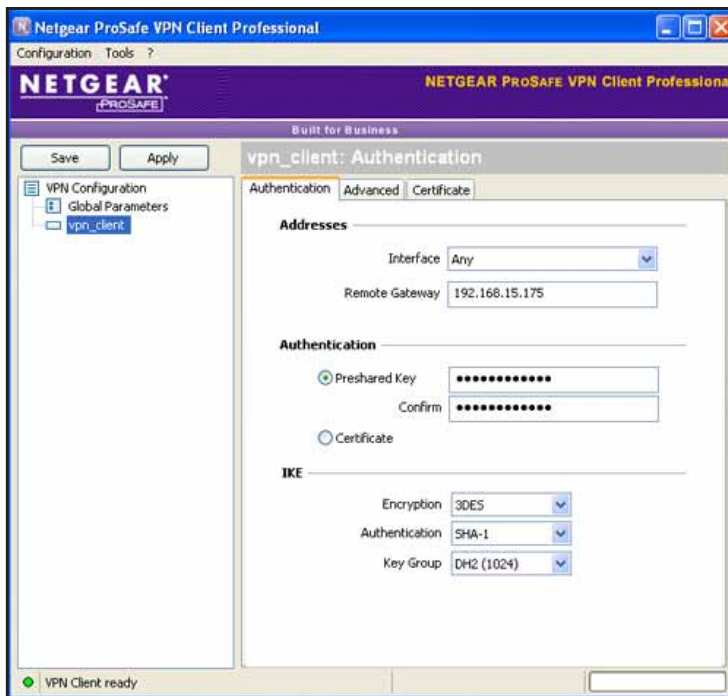 Netgear ProSafe VPN Client Professional
Configuration Tools ?
NETGEAR
PROSAFE
NETGEAR PROSAFE VPN Client Professiona
Built for Business
Save Apply
vpn_client: Authentication
VPN Configuration
Global Parameters
vpn_client
Authentication Advanced Certificate
Addresses
Interface Any
Remote Gateway 192.168.15.175
Authentication
Preshared Key ••••••••••••
Confirm ••••••••••••
Certificate
IKE
Encryption 3DES
Authentication SHA-1
Key Group DH2 (1024)
VPN Client ready